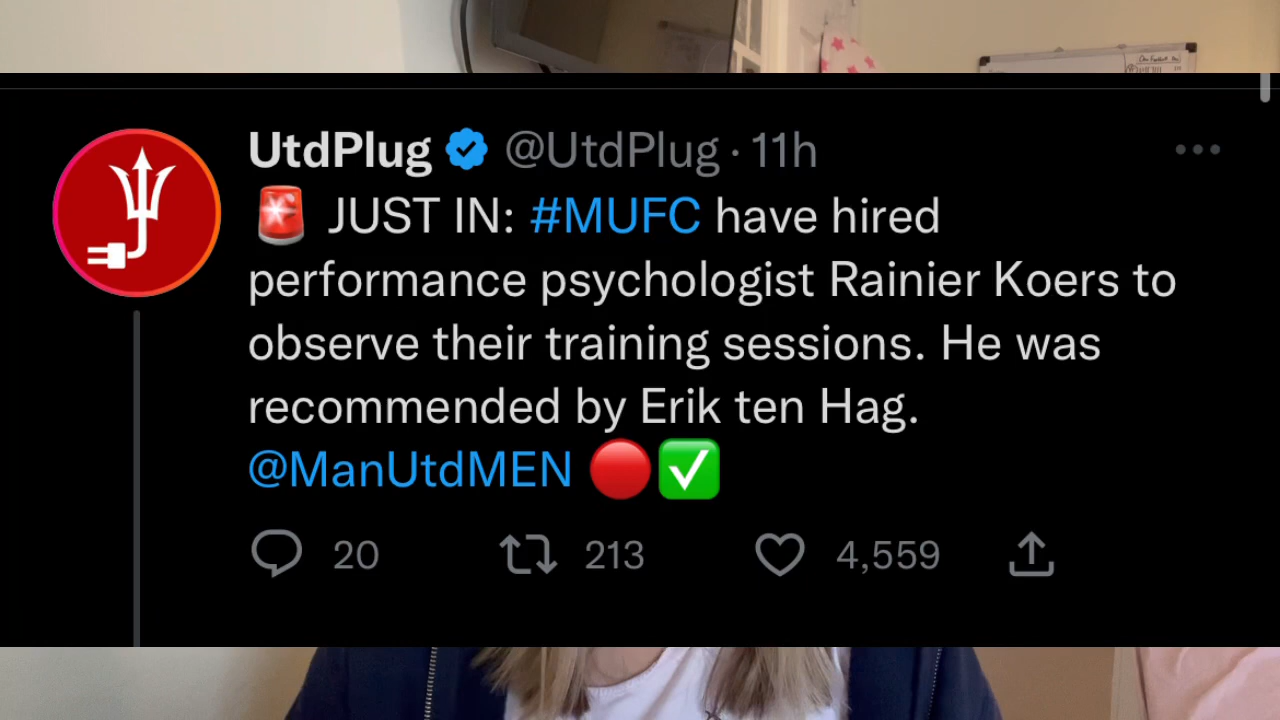 UtdPlug @UtdPlug · 11h
🚨 JUST IN: #MUFC have hired
performance psychologist Rainier Koers to
observe their training sessions. He was
recommended by Erik ten Hag.
@ManUtdMEN 🔴✅
20 213 4,559